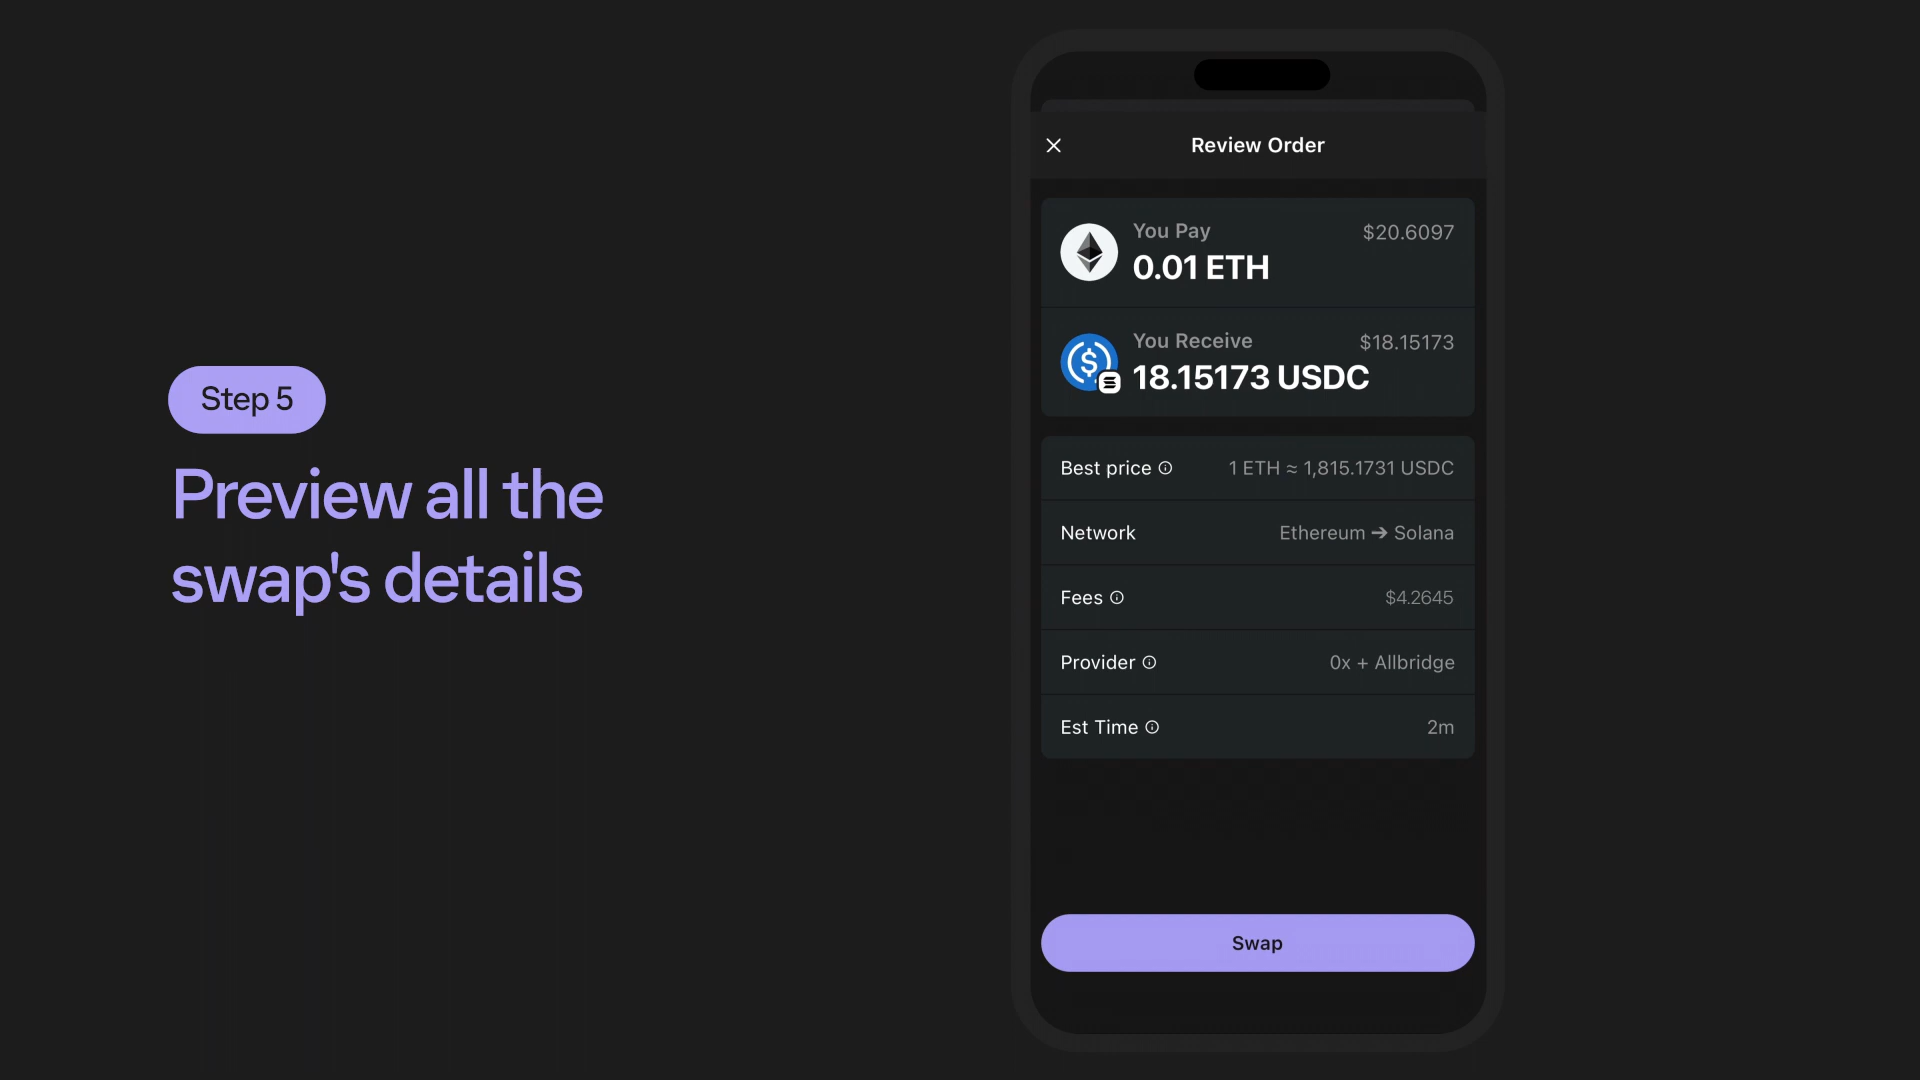 Step 5
Preview all the
swap's details
Review Order
You Pay
$20.6097
0.01 ETH
You Receive
$18.15173
18.15173 USDC
Best price
1 ETH ≈ 1,815.1731 USDC
Network
Ethereum → Solana
Fees
$4.2645
Provider
0x + Allbridge
Est Time
2m
Swap